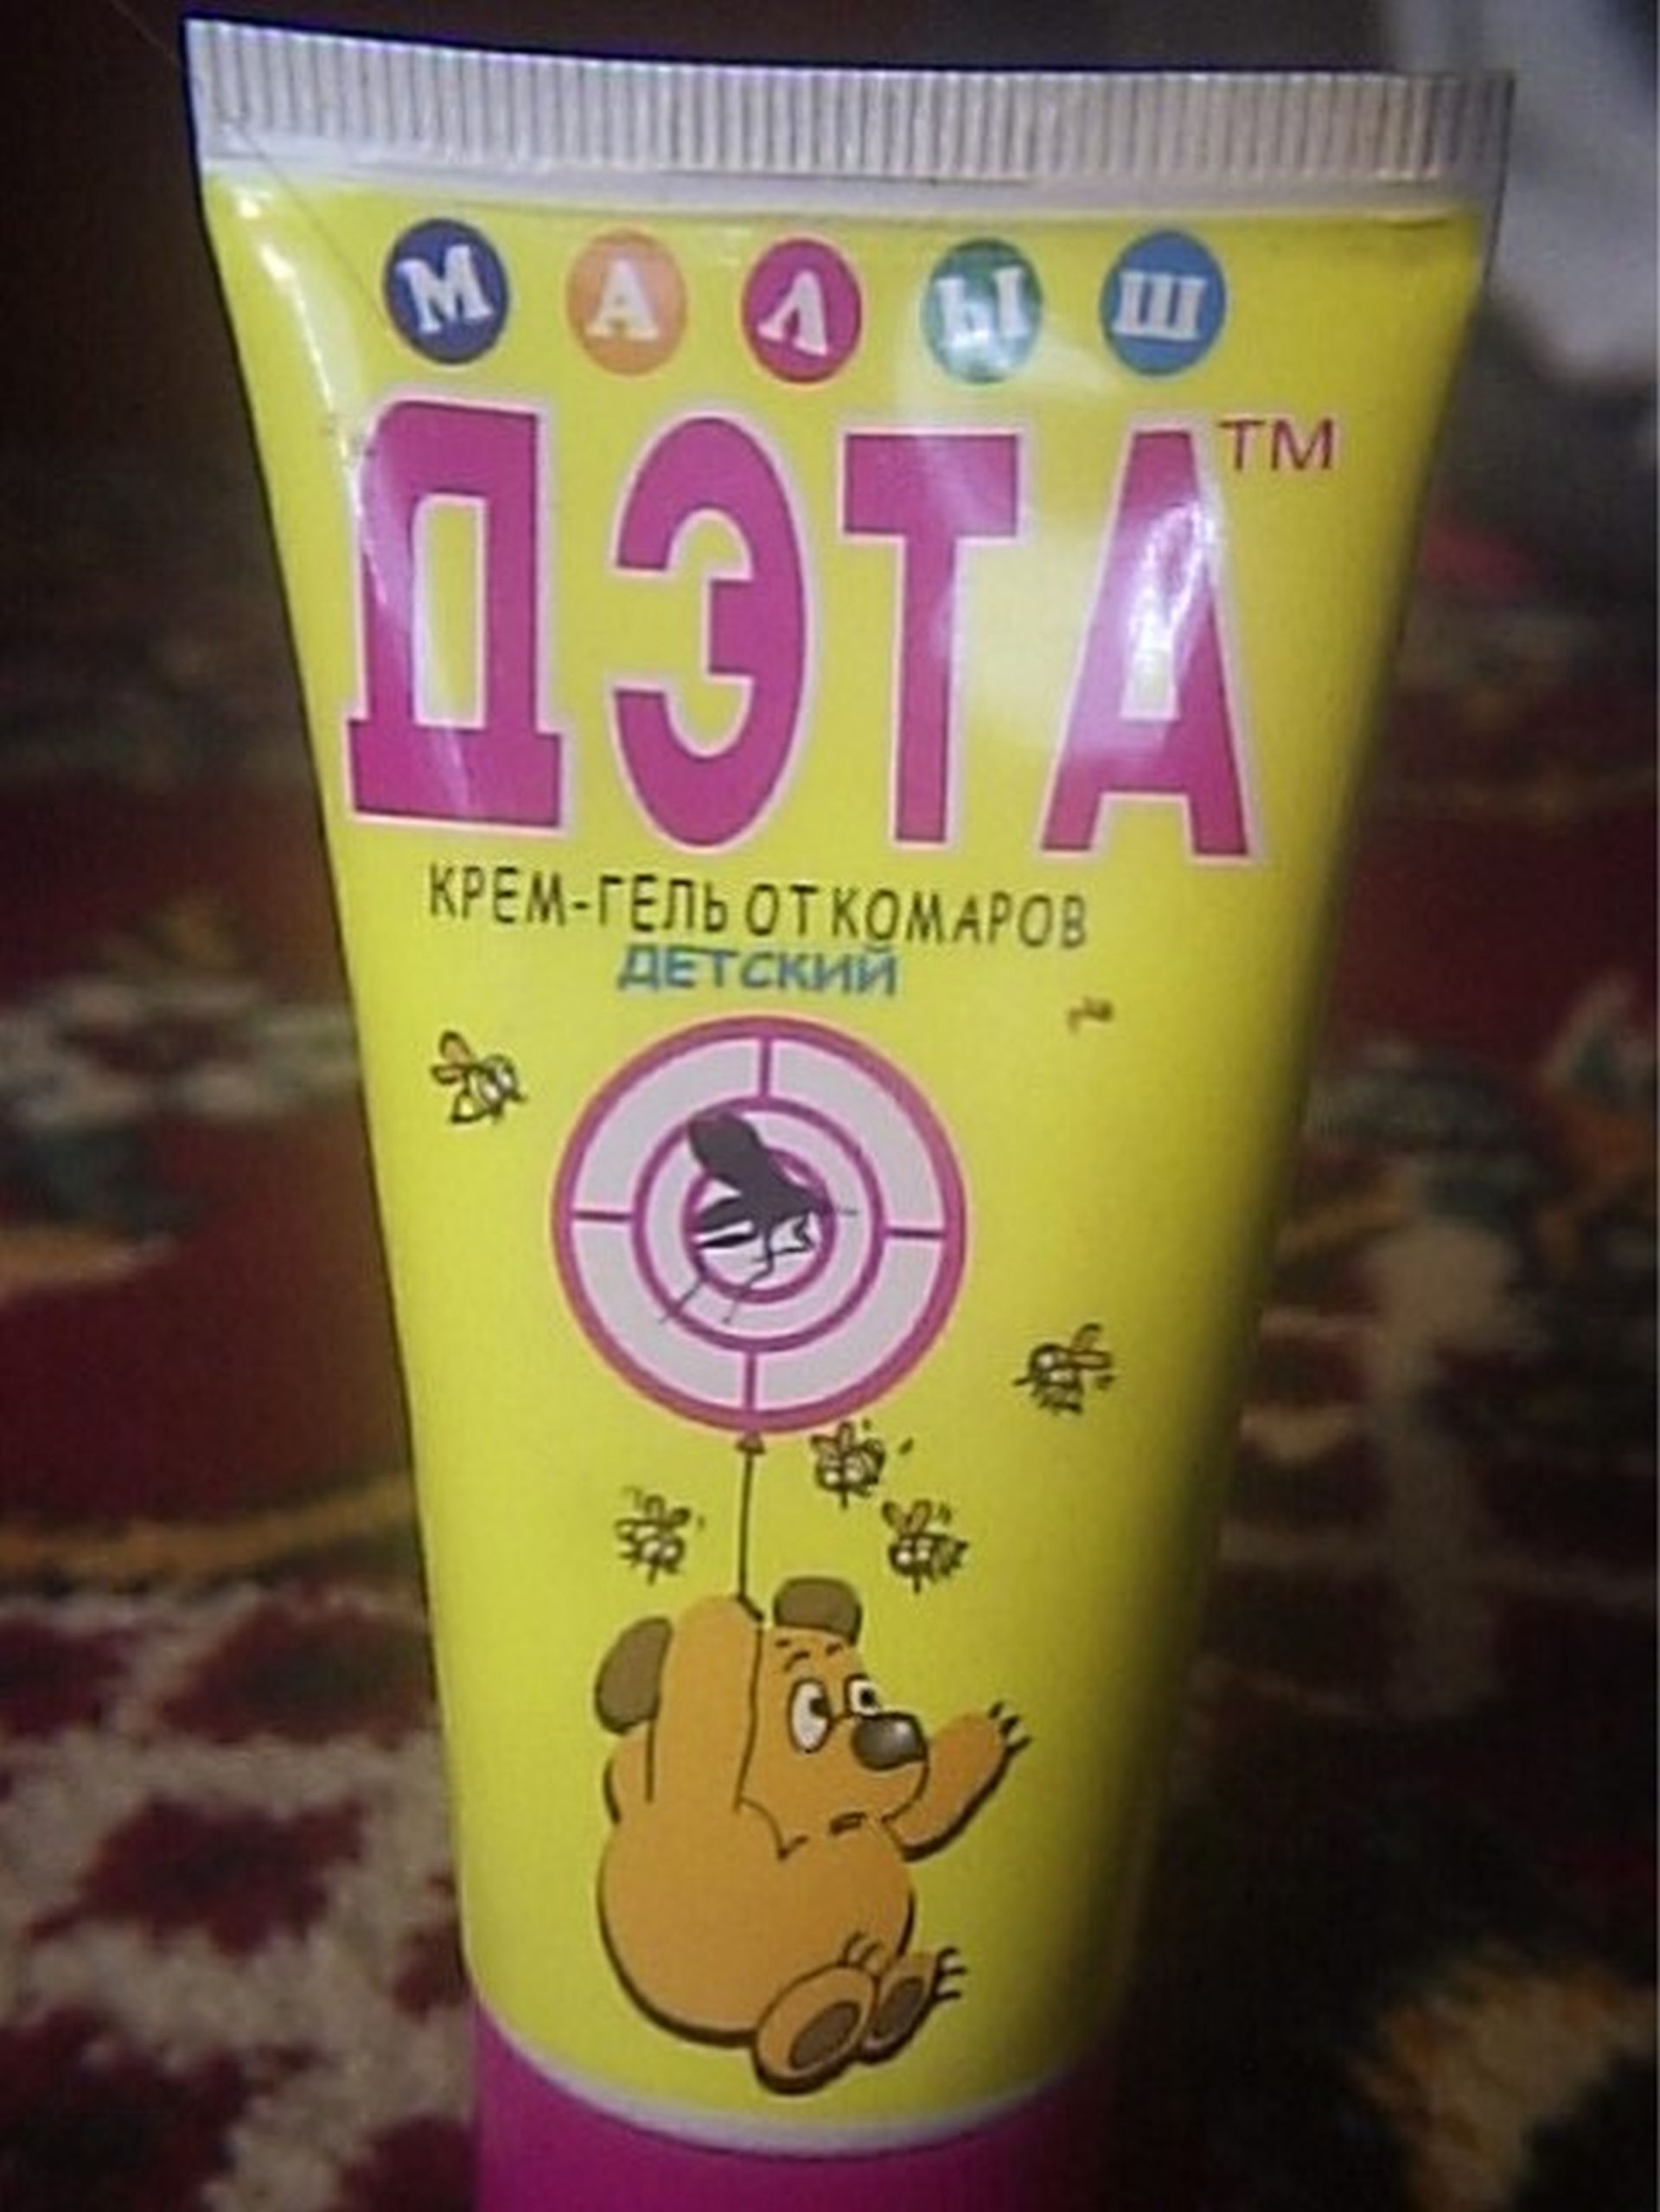 МАЛЫШ
ДЭТА™
КРЕМ-ГЕЛЬ ОТ КОМАРОВ
ДЕТСКИЙ